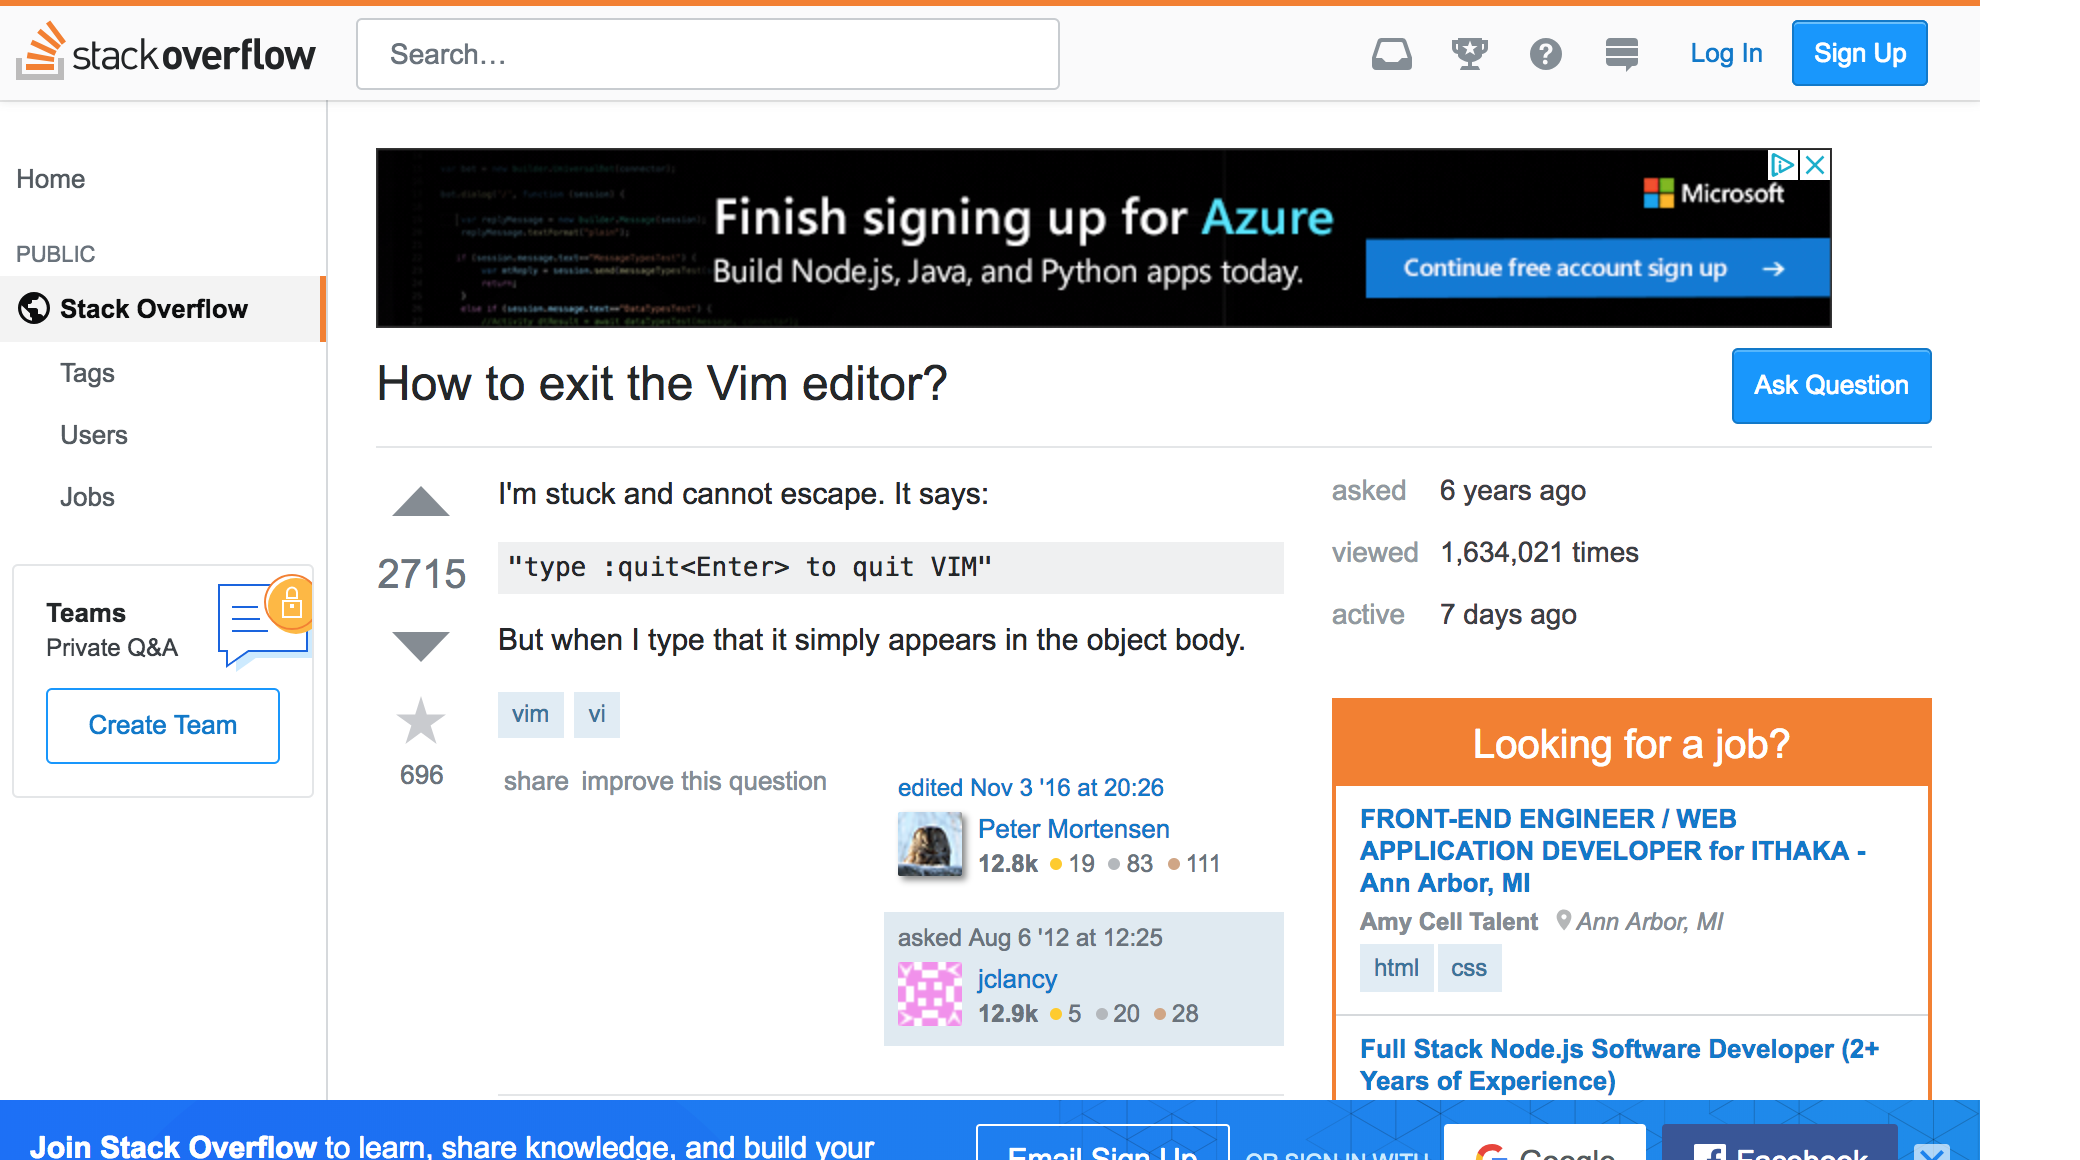 stackoverflow
Search…
Log In
Sign Up
Home
PUBLIC
Stack Overflow
Tags
Users
Jobs
Teams
Private Q&A
Create Team
Finish signing up for Azure
Build Node.js, Java, and Python apps today.
Microsoft
Continue free account sign up →
How to exit the Vim editor?
Ask Question
2715
I'm stuck and cannot escape. It says:
"type :quit<Enter> to quit VIM"
But when I type that it simply appears in the object body.
vim vi
696
share improve this question
edited Nov 3 '16 at 20:26
Peter Mortensen
12.8k 19 83 111
asked Aug 6 '12 at 12:25
jclancy
12.9k 5 20 28
asked 6 years ago
viewed 1,634,021 times
active 7 days ago
Looking for a job?
FRONT-END ENGINEER / WEB
APPLICATION DEVELOPER for ITHAKA -
Ann Arbor, MI
Amy Cell Talent Ann Arbor, MI
html css
Full Stack Node.js Software Developer (2+
Years of Experience)
Join Stack Overflow to learn, share knowledge, and build your
Email Sign Up
OR SIGN IN WITH
Google
Facebook